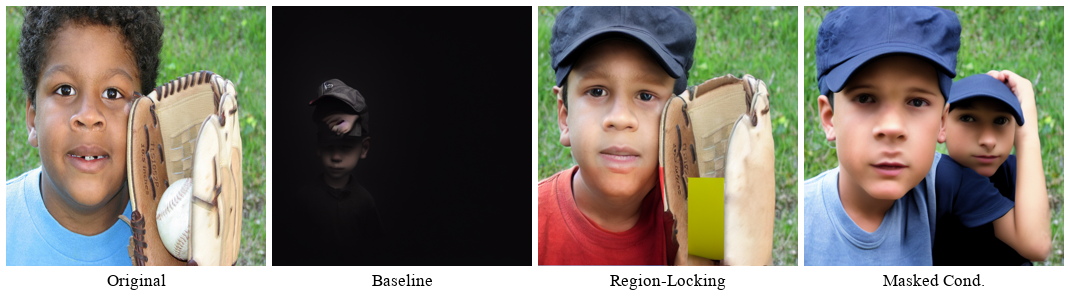 Original
Baseline
Region-Locking
Masked Cond.